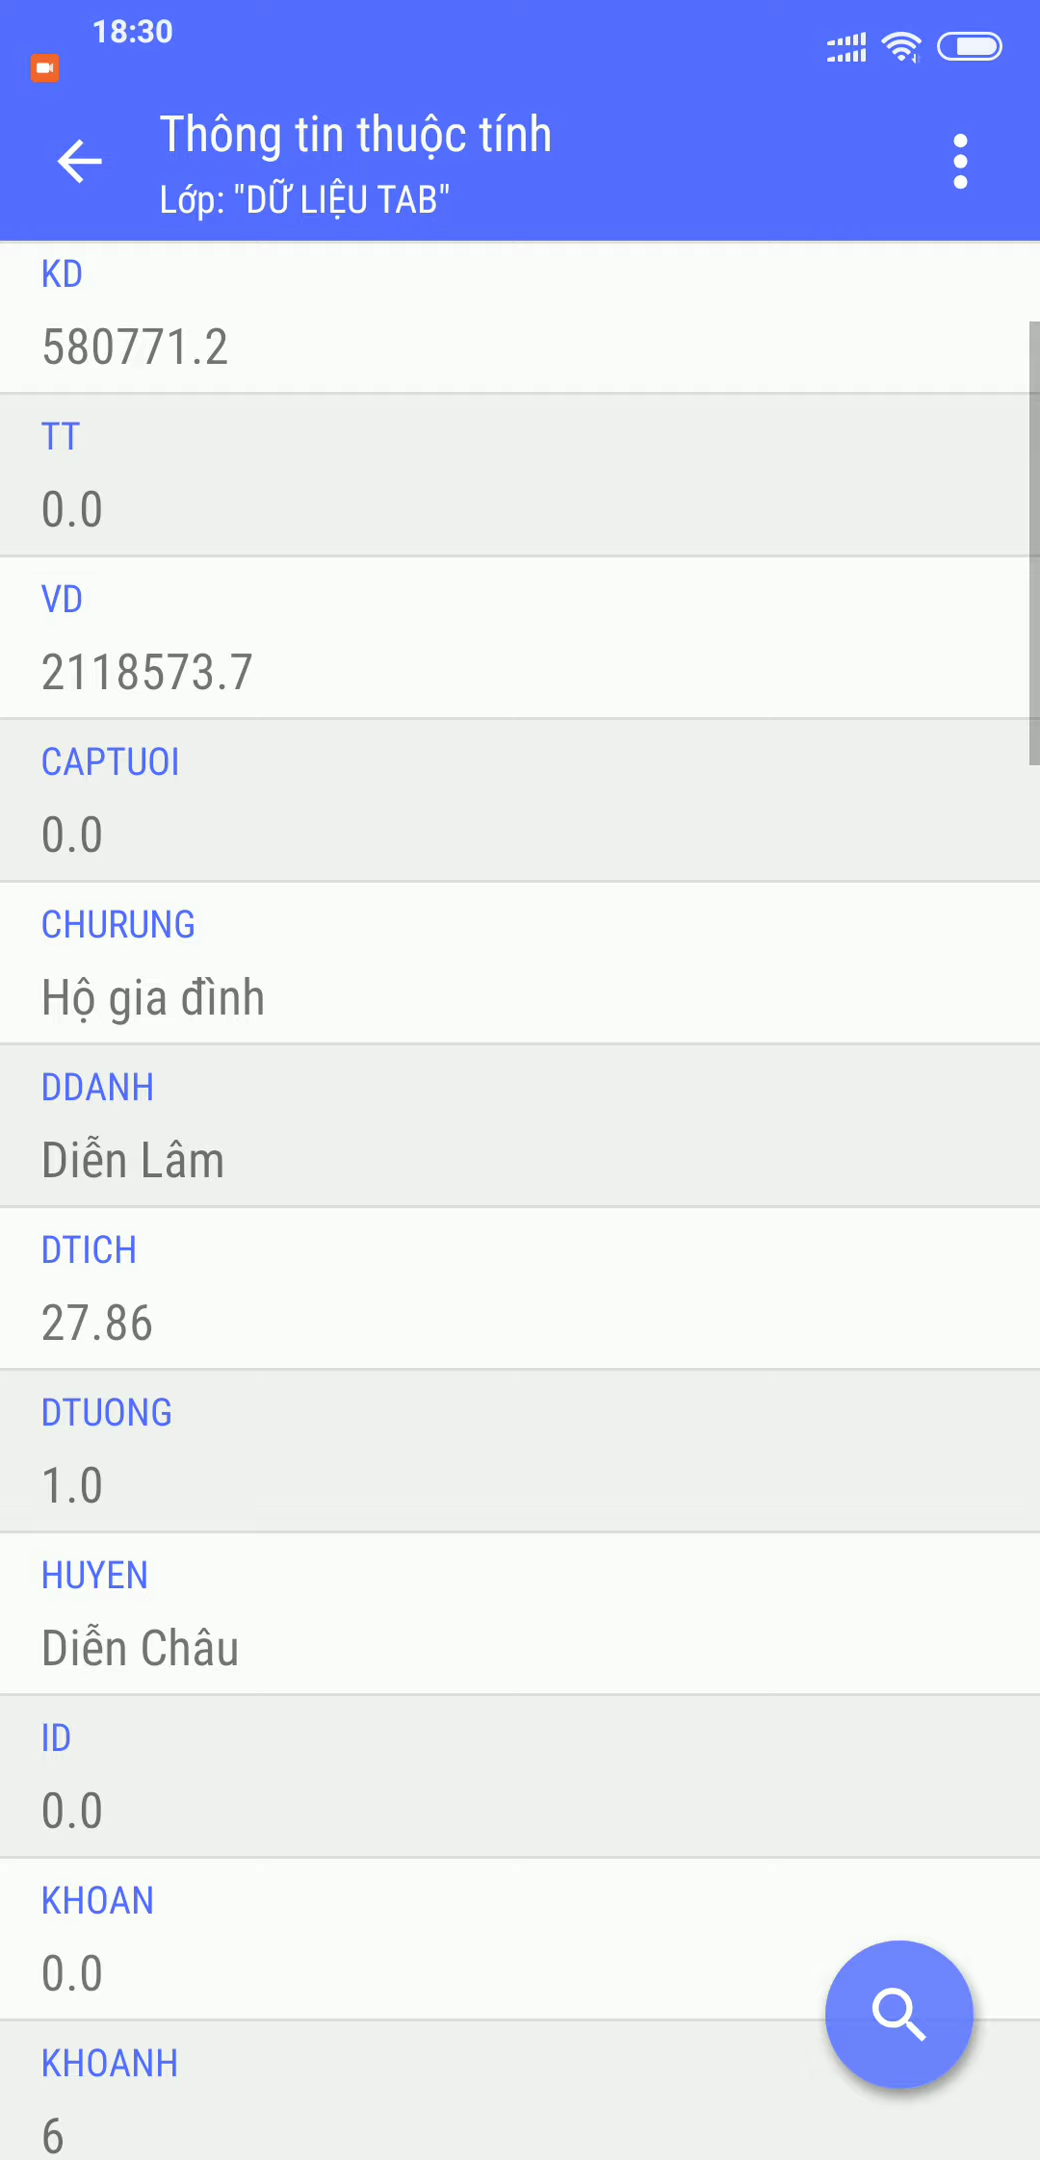 18:30
Thông tin thuộc tính
Lớp: "DỮ LIỆU TAB"
KD
580771.2
TT
0.0
VD
2118573.7
CAPTUOI
0.0
CHURUNG
Hộ gia đình
DDANH
Diễn Lâm
DTICH
27.86
DTUONG
1.0
HUYEN
Diễn Châu
ID
0.0
KHOAN
0.0
KHOANH
6